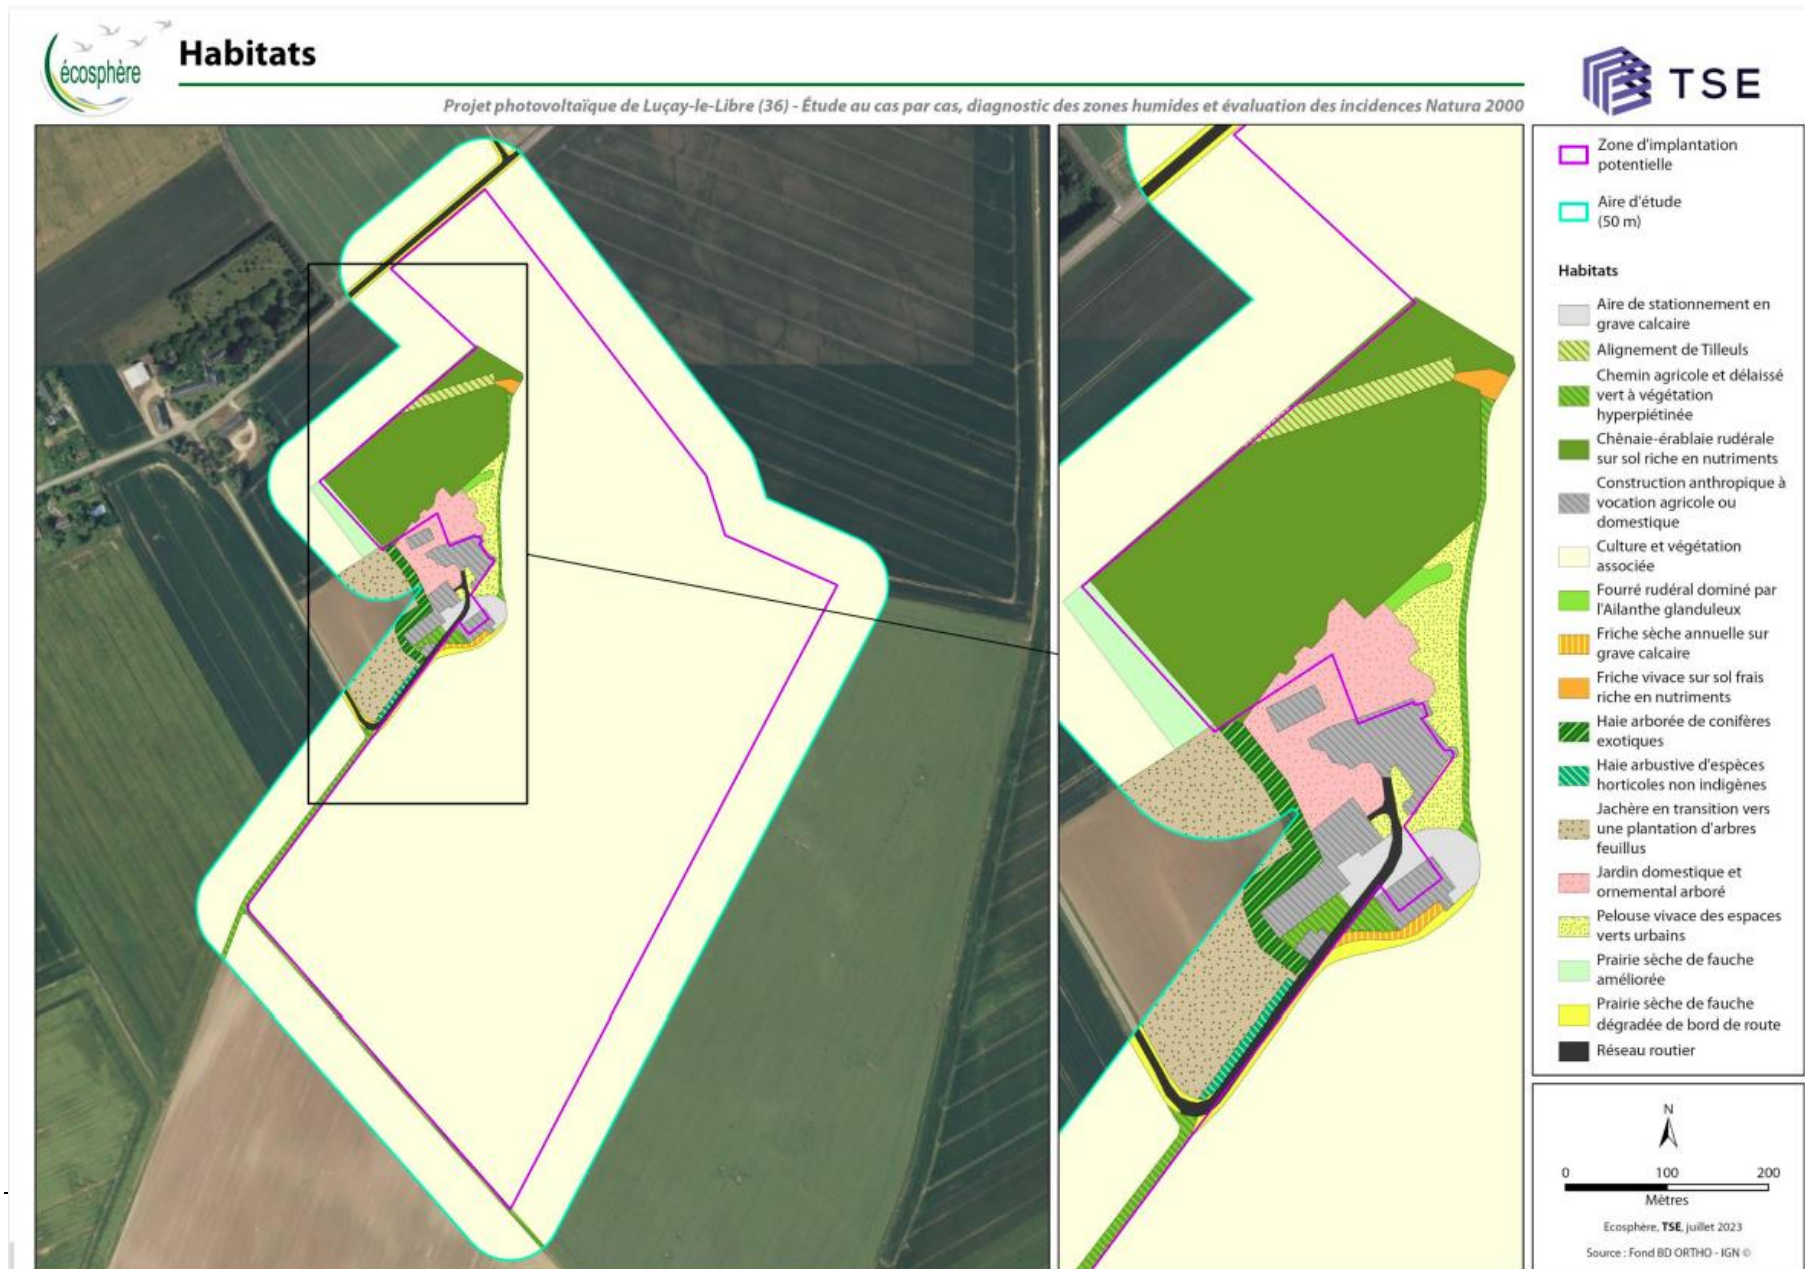 écosphère
Habitats
TSE
Projet photovoltaïque de Luçay-le-Libre (36) - Étude au cas par cas, diagnostic des zones humides et évaluation des incidences Natura 2000
Zone d'implantation
potentielle
Aire d'étude
(50 m)
Habitats
Aire de stationnement en
grave calcaire
Alignement de Tilleuls
Chemin agricole et délaissé
vert à végétation
hyperpiétinée
Chênaie-érablaie rudérale
sur sol riche en nutriments
Construction anthropique à
vocation agricole ou
domestique
Culture et végétation
associée
Fourré rudéral dominé par
l'Ailanthe glanduleux
Friche sèche annuelle sur
grave calcaire
Friche vivace sur sol frais
riche en nutriments
Haie arborée de conifères
exotiques
Haie arbustive d'espèces
horticoles non indigènes
Jachère en transition vers
une plantation d'arbres
feuillus
Jardin domestique et
ornemental arboré
Pelouse vivace des espaces
verts urbains
Prairie sèche de fauche
améliorée
Prairie sèche de fauche
dégradée de bord de route
Réseau routier
N
0 100 200
Mètres
Ecosphère, TSE, juillet 2023
Source : Fond BD ORTHO - IGN ©